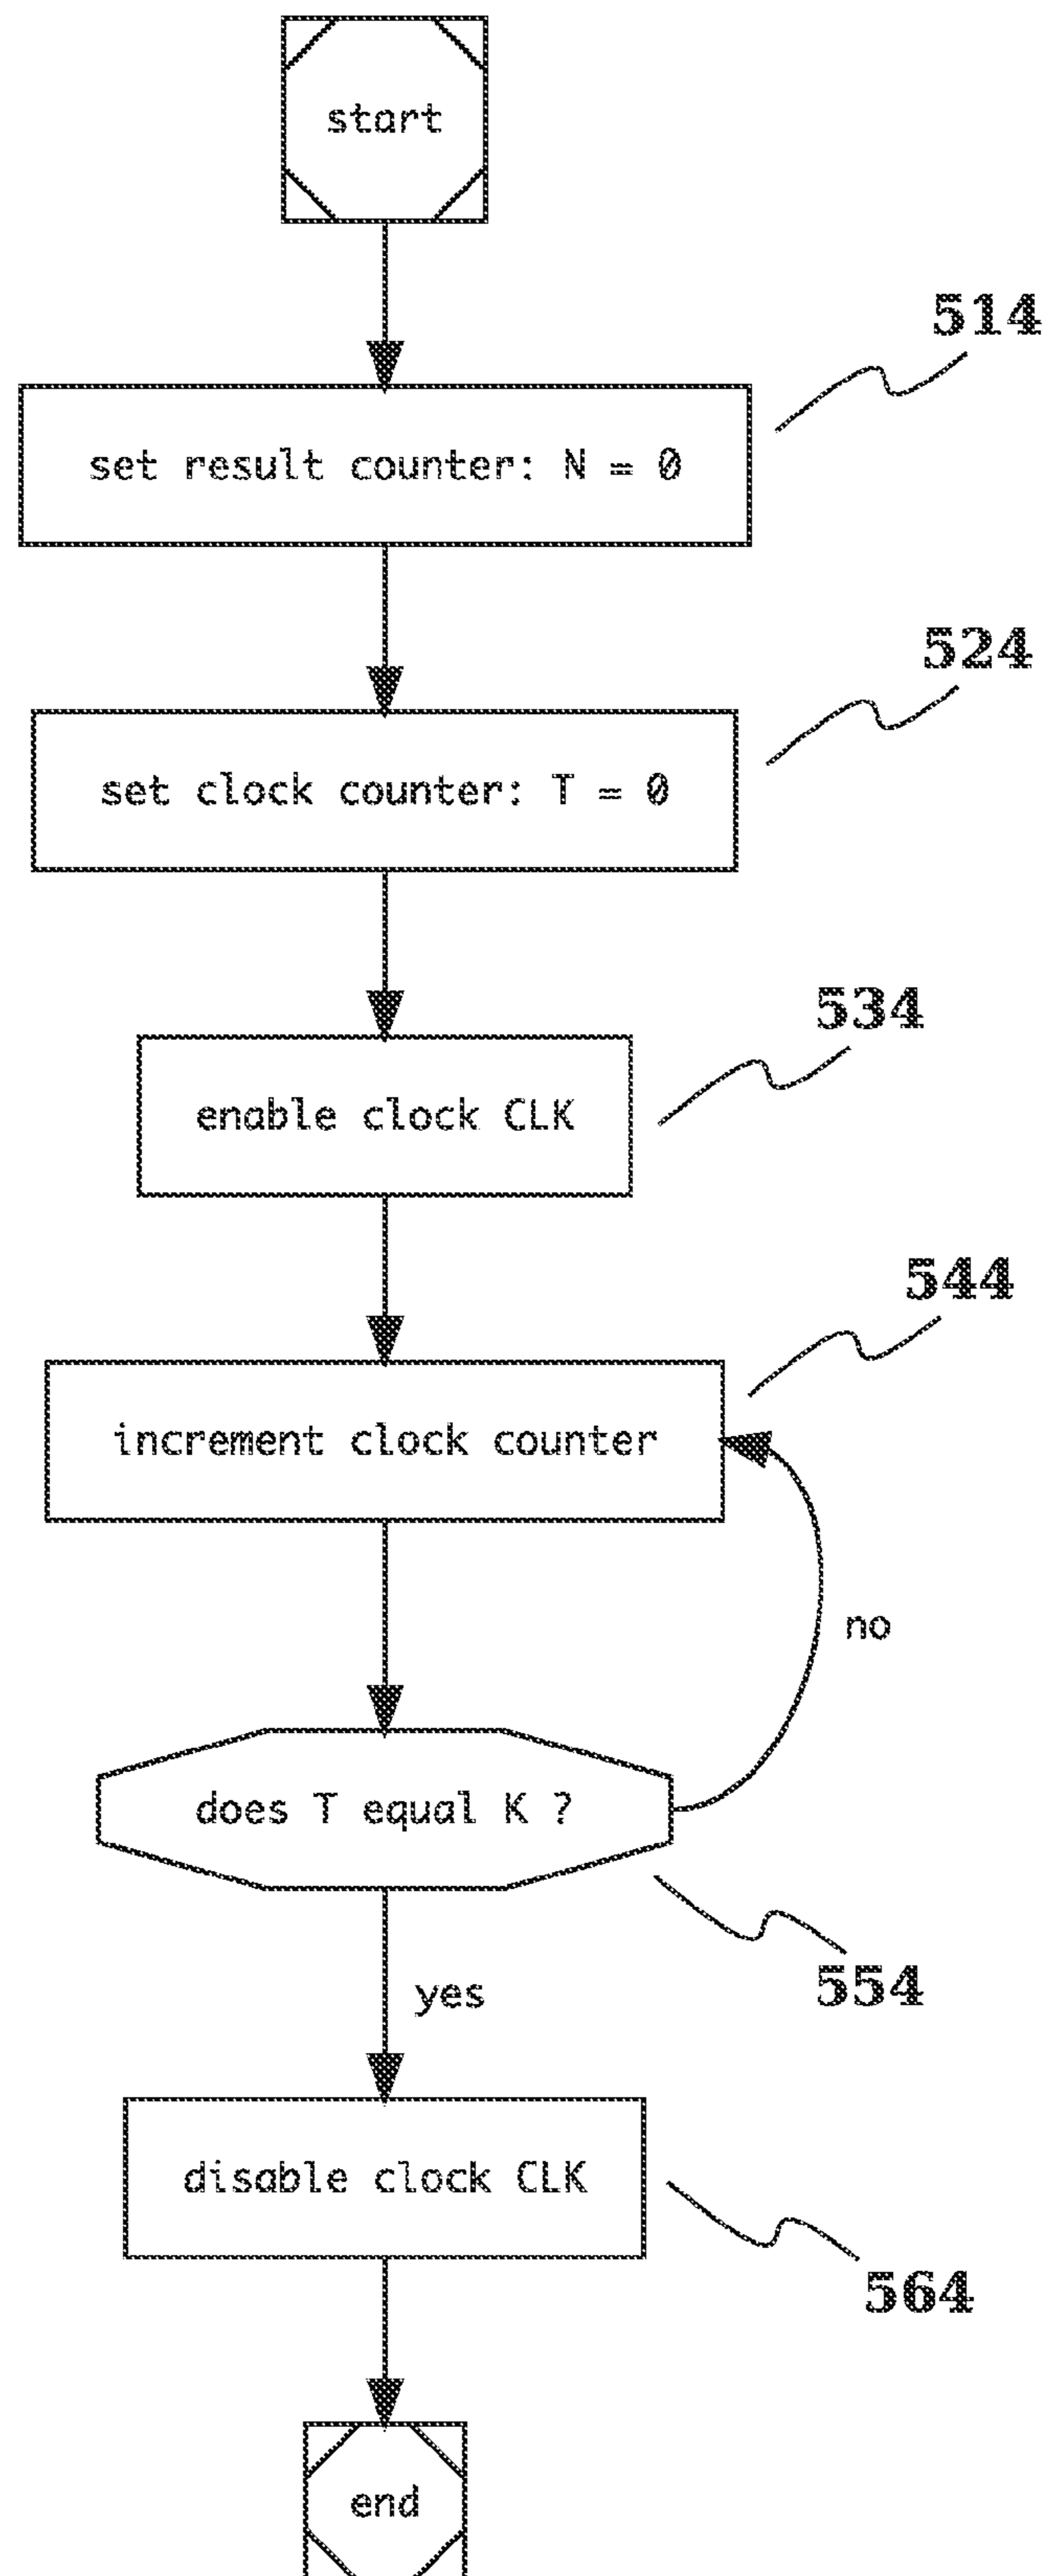 start
514
set result counter: N = 0
524
set clock counter: T = 0
534
enable clock CLK
544
increment clock counter
no
does T equal K ?
554
yes
disable clock CLK
564
end